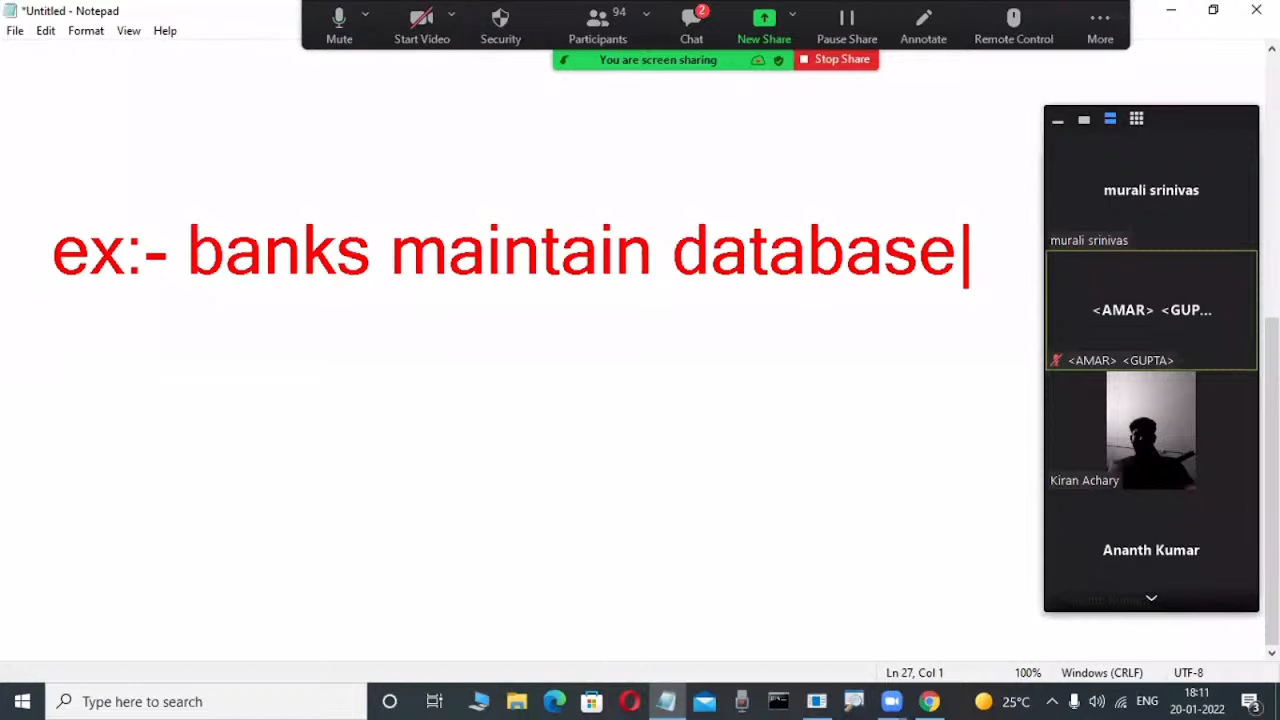 *Untitled - Notepad
File Edit Format View Help
Mute Start Video Security Participants 94 Chat 2 New Share Pause Share Annotate Remote Control More
You are screen sharing Stop Share
ex:- banks maintain database
murali srinivas
murali srinivas
<AMAR> <GUP...
<AMAR> <GUPTA>
Kiran Achary
Ananth Kumar
Ln 27, Col 1 100% Windows (CRLF) UTF-8
Type here to search
25°C ENG 18:11
20-01-2022 3